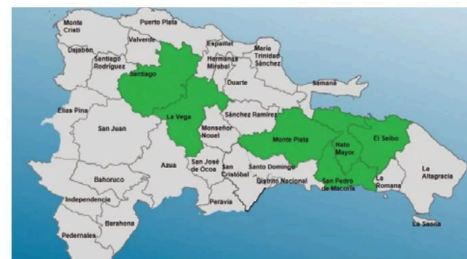 Monte
Cristi
Puerto Plata
Dajabón
Valverde
Espaillat
María
Trinidad
Sánchez
Santiago
Rodríguez
Santiago
Hermanas
Mirabal
Duarte
Samaná
Elías Pina
La Vega
Sánchez Ramírez
San Juan
Monseñor
Nouel
Monte Plata
Hato
Mayor
El Seibo
Azua
San José
de Ocoa
San
Cristóbal
Santo Domingo
La
Altagracia
Bahoruco
Distrito Nacional
San Pedro
de Macorís
La
Romana
Independencia
Peravia
Barahona
Pedernales
La Saona